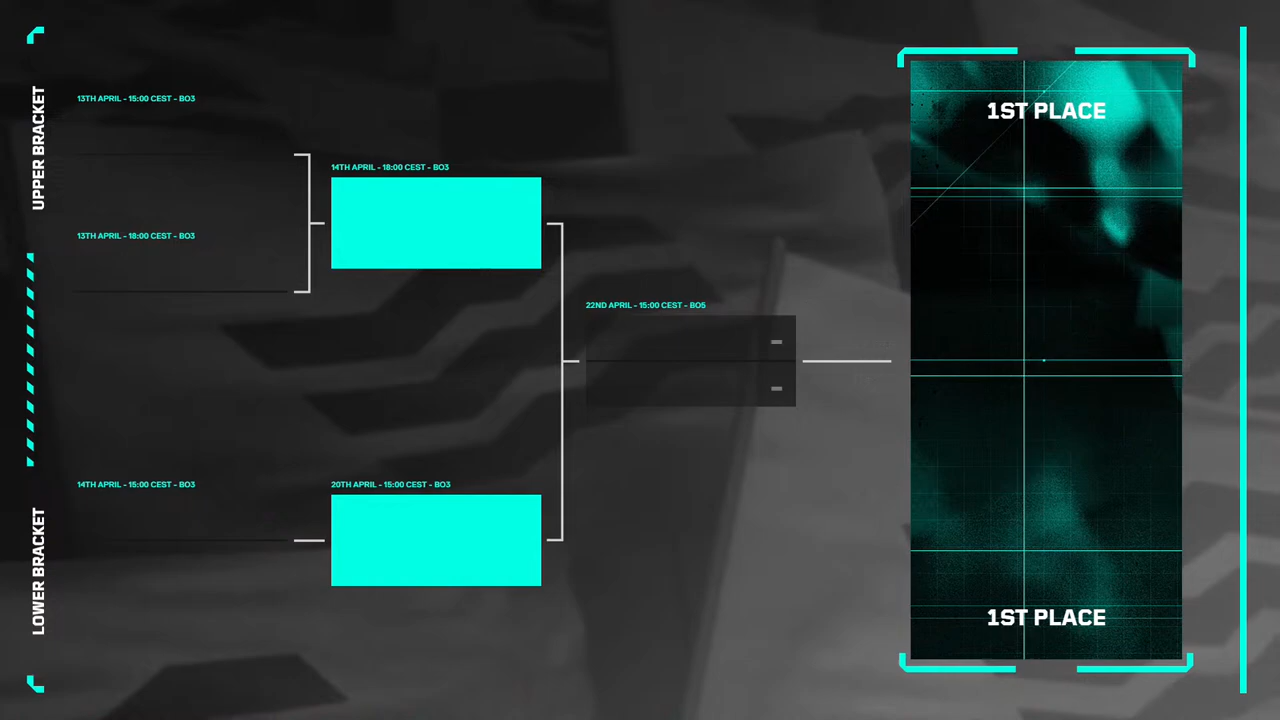 UPPER BRACKET
13TH APRIL - 15:00 CEST - BO3
13TH APRIL - 18:00 CEST - BO3
14TH APRIL - 18:00 CEST - BO3
22ND APRIL - 15:00 CEST - BO5
LOWER BRACKET
14TH APRIL - 15:00 CEST - BO3
20TH APRIL - 15:00 CEST - BO3
1ST PLACE
1ST PLACE